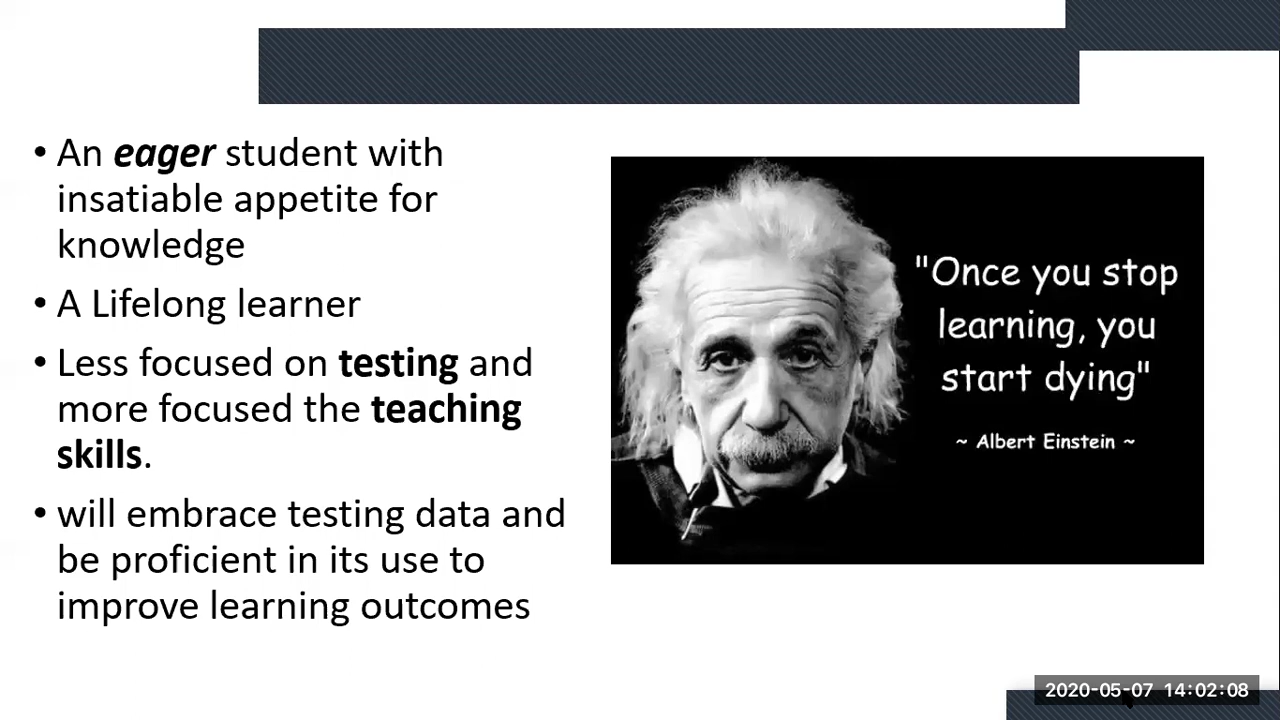 • An eager student with
insatiable appetite for
knowledge
• A Lifelong learner
• Less focused on testing and
more focused the teaching
skills.
• will embrace testing data and
be proficient in its use to
improve learning outcomes
"Once you stop
learning, you
start dying"
~ Albert Einstein ~
2020-05-07 14:02:08